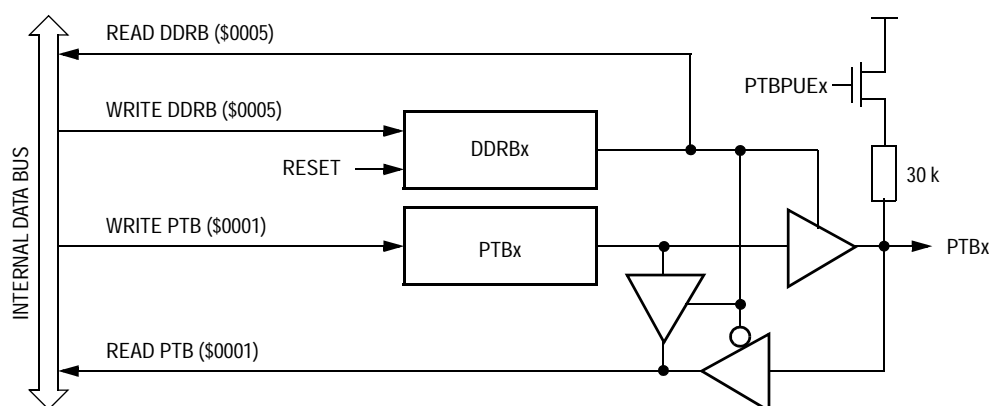 READ DDRB ($0005)
PTBPUEx
WRITE DDRB ($0005)
DDRBx
RESET
30 k
INTERNAL DATA BUS
WRITE PTB ($0001)
PTBx
PTBx
READ PTB ($0001)